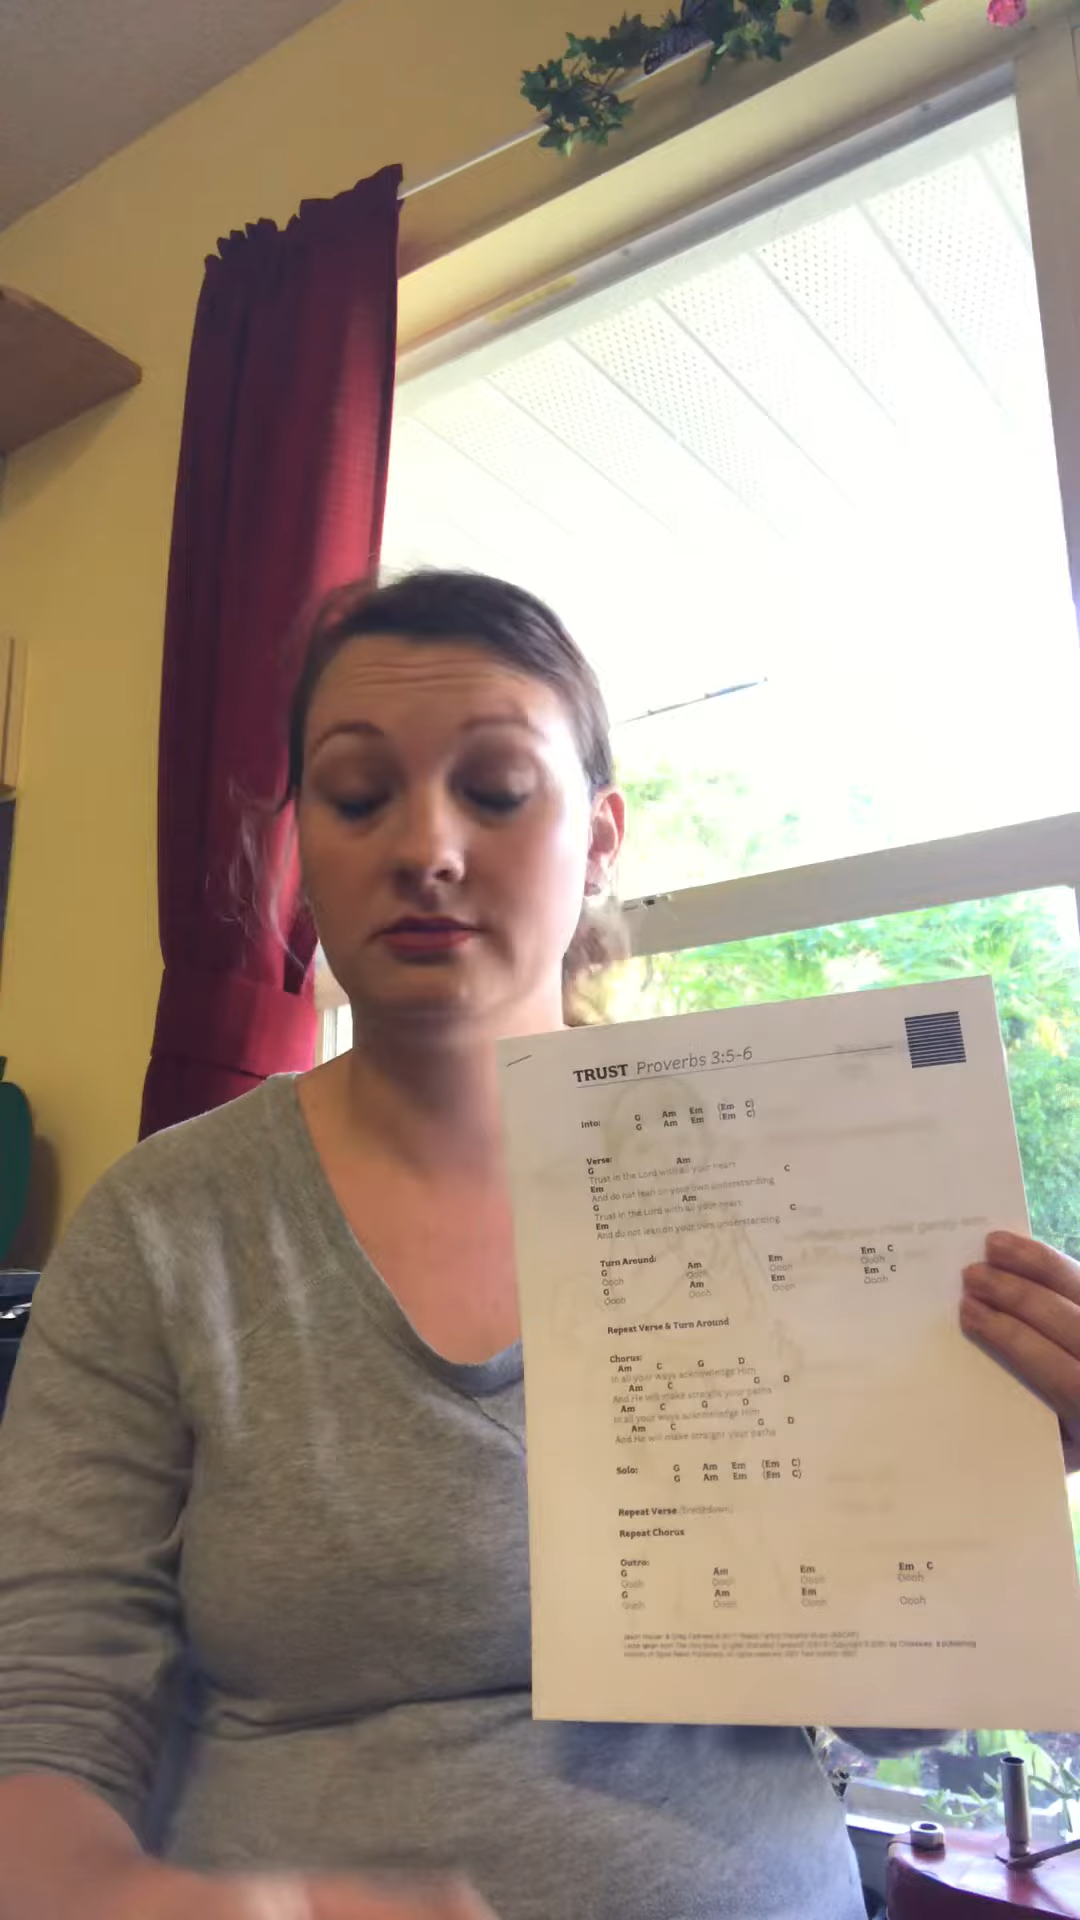 TRUST Proverbs 3:5-6
Into: G Am Em (Em C)
G Am Em (Em C)
Verse:
G Am
Trust in the Lord with all your heart
Em C
And do not lean on your own understanding
G Am
Trust in the Lord with all your heart
Em C
And do not lean on your own understanding
Turn Around:
G Am Em Em C
Oooh Oooh Oooh Oooh
G Am Em Em C
Oooh Oooh Oooh Oooh
Repeat Verse & Turn Around
Chorus:
Am C G D
In all your ways acknowledge Him
Am C G D
And He will make straight your paths
Am C G D
In all your ways acknowledge Him
Am C G D
And He will make straight your paths
Solo: G Am Em (Em C)
G Am Em (Em C)
Repeat Verse
Repeat Chorus
Outro:
G Am Em Em C
Oooh Oooh Oooh Oooh
G Am Em
Oooh Oooh Oooh Oooh